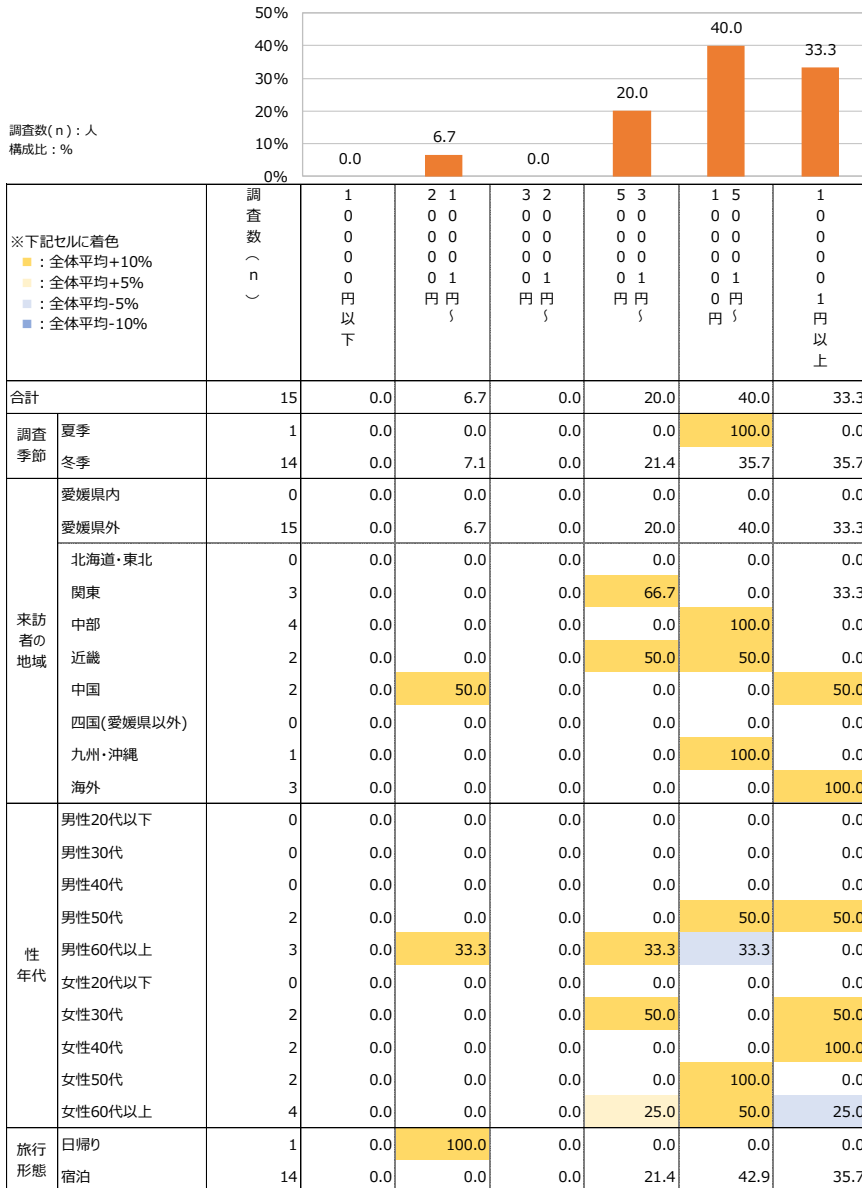 50%
40%
30%
20%
10%
0%
0.0
6.7
0.0
20.0
40.0
33.3
調査数(n):人
構成比:%
※下記セルに着色
■:全体平均+10%
■:全体平均+5%
■:全体平均-5%
■:全体平均-10%
調査数(n)
10000円以下
10001円~
20000円
20001円~
30000円
30001円~
50000円
50001円~
100000円
100001円以上
合計 15 0.0 6.7 0.0 20.0 40.0 33.3
調査季節
夏季 1 0.0 0.0 0.0 0.0 100.0 0.0
冬季 14 0.0 7.1 0.0 21.4 35.7 35.7
来訪者の地域
愛媛県内 0 0.0 0.0 0.0 0.0 0.0 0.0
愛媛県外 15 0.0 6.7 0.0 20.0 40.0 33.3
北海道・東北 0 0.0 0.0 0.0 0.0 0.0 0.0
関東 3 0.0 0.0 0.0 66.7 0.0 33.3
中部 4 0.0 0.0 0.0 0.0 100.0 0.0
近畿 2 0.0 0.0 0.0 50.0 50.0 0.0
中国 2 0.0 50.0 0.0 0.0 0.0 50.0
四国(愛媛県以外) 0 0.0 0.0 0.0 0.0 0.0 0.0
九州・沖縄 1 0.0 0.0 0.0 0.0 100.0 0.0
海外 3 0.0 0.0 0.0 0.0 0.0 100.0
性年代
男性20代以下 0 0.0 0.0 0.0 0.0 0.0 0.0
男性30代 0 0.0 0.0 0.0 0.0 0.0 0.0
男性40代 0 0.0 0.0 0.0 0.0 0.0 0.0
男性50代 2 0.0 0.0 0.0 0.0 50.0 50.0
男性60代以上 3 0.0 33.3 0.0 33.3 33.3 0.0
女性20代以下 0 0.0 0.0 0.0 0.0 0.0 0.0
女性30代 2 0.0 0.0 0.0 50.0 0.0 50.0
女性40代 2 0.0 0.0 0.0 0.0 0.0 100.0
女性50代 2 0.0 0.0 0.0 0.0 100.0 0.0
女性60代以上 4 0.0 0.0 0.0 25.0 50.0 25.0
旅行形態
日帰り 1 0.0 100.0 0.0 0.0 0.0 0.0
宿泊 14 0.0 0.0 0.0 21.4 42.9 35.7